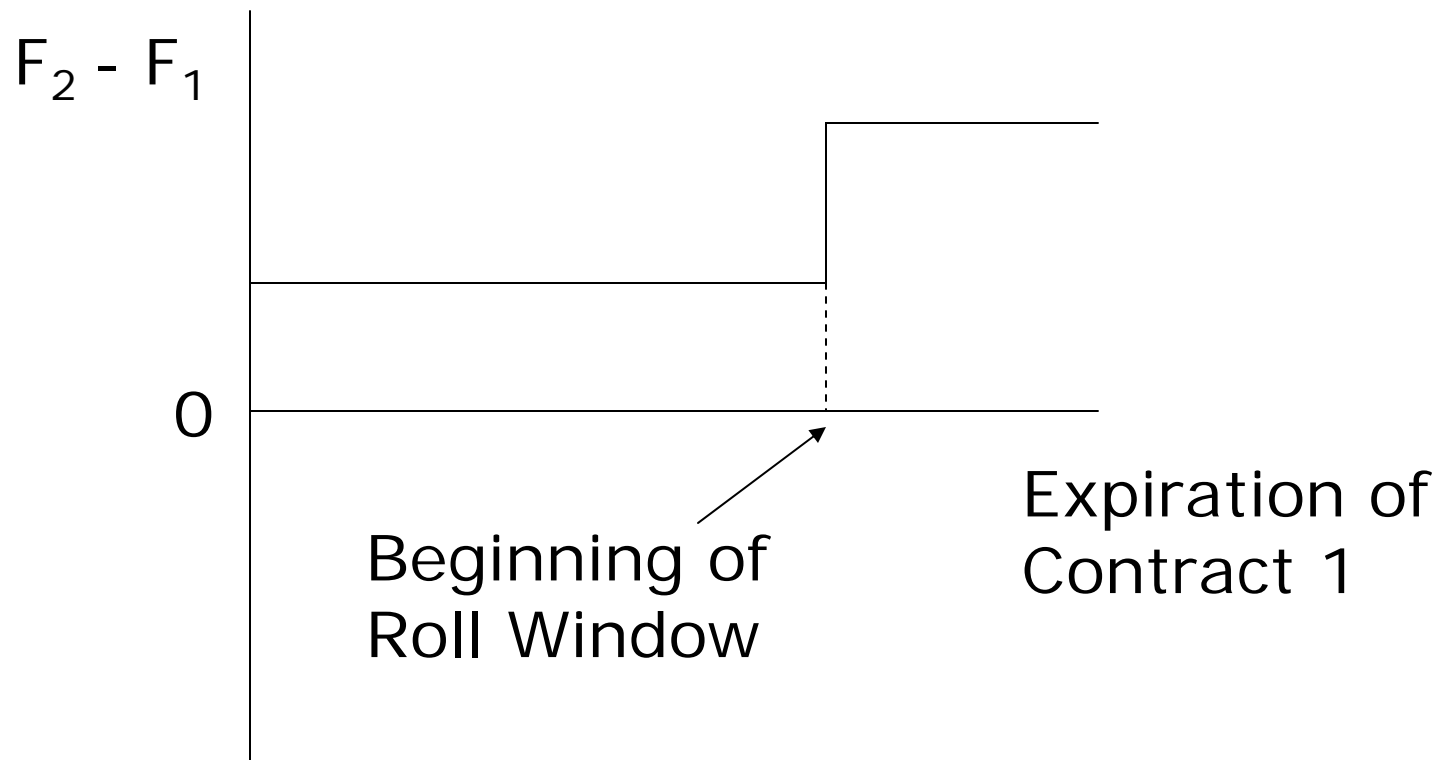 F₂ - F₁
0
Beginning of
Roll Window
Expiration of
Contract 1